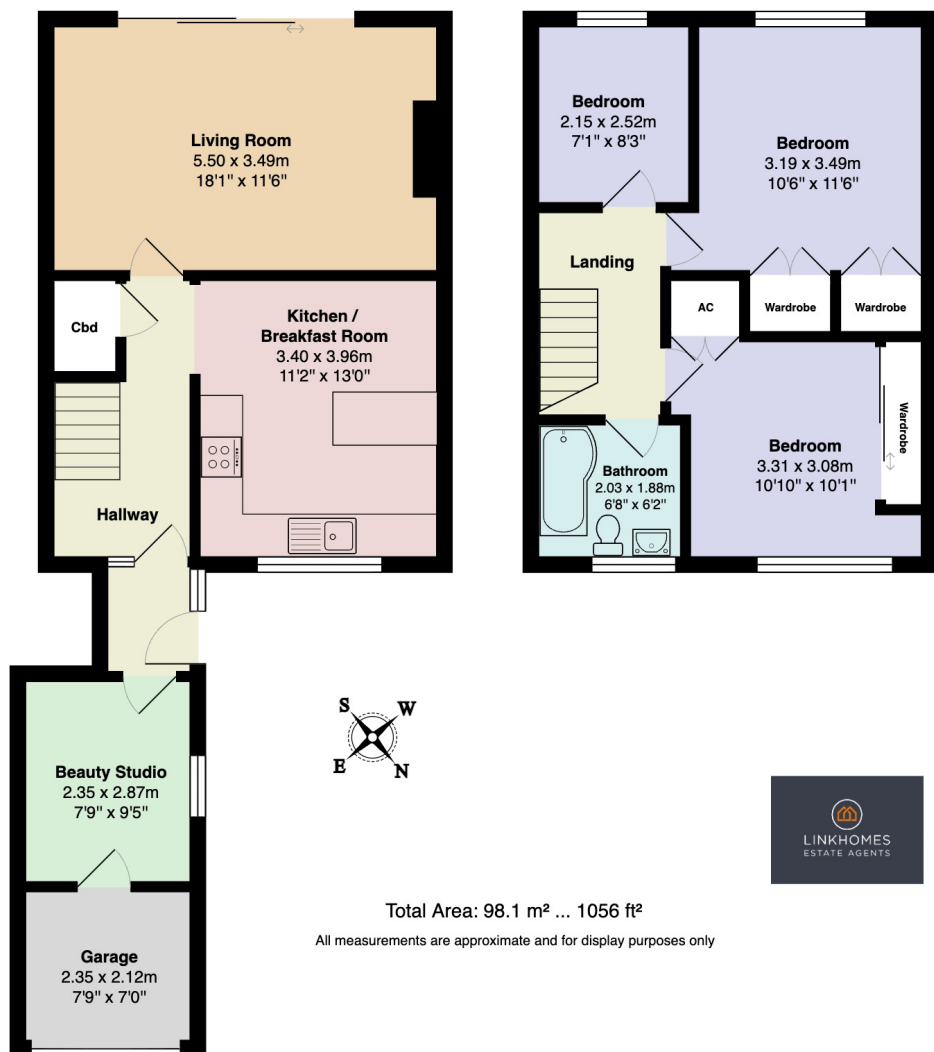 Living Room
5.50 x 3.49m
18'1" x 11'6"
Cbd
Kitchen /
Breakfast Room
3.40 x 3.96m
11'2" x 13'0"
Hallway
Beauty Studio
2.35 x 2.87m
7'9" x 9'5"
Garage
2.35 x 2.12m
7'9" x 7'0"
Bedroom
2.15 x 2.52m
7'1" x 8'3"
Bedroom
3.19 x 3.49m
10'6" x 11'6"
Landing
AC
Wardrobe
Wardrobe
Wardrobe
Bedroom
3.31 x 3.08m
10'10" x 10'1"
Bathroom
2.03 x 1.88m
6'8" x 6'2"
S
W
E
N
LINKHOMES
ESTATE AGENTS
Total Area: 98.1 m² ... 1056 ft²
All measurements are approximate and for display purposes only